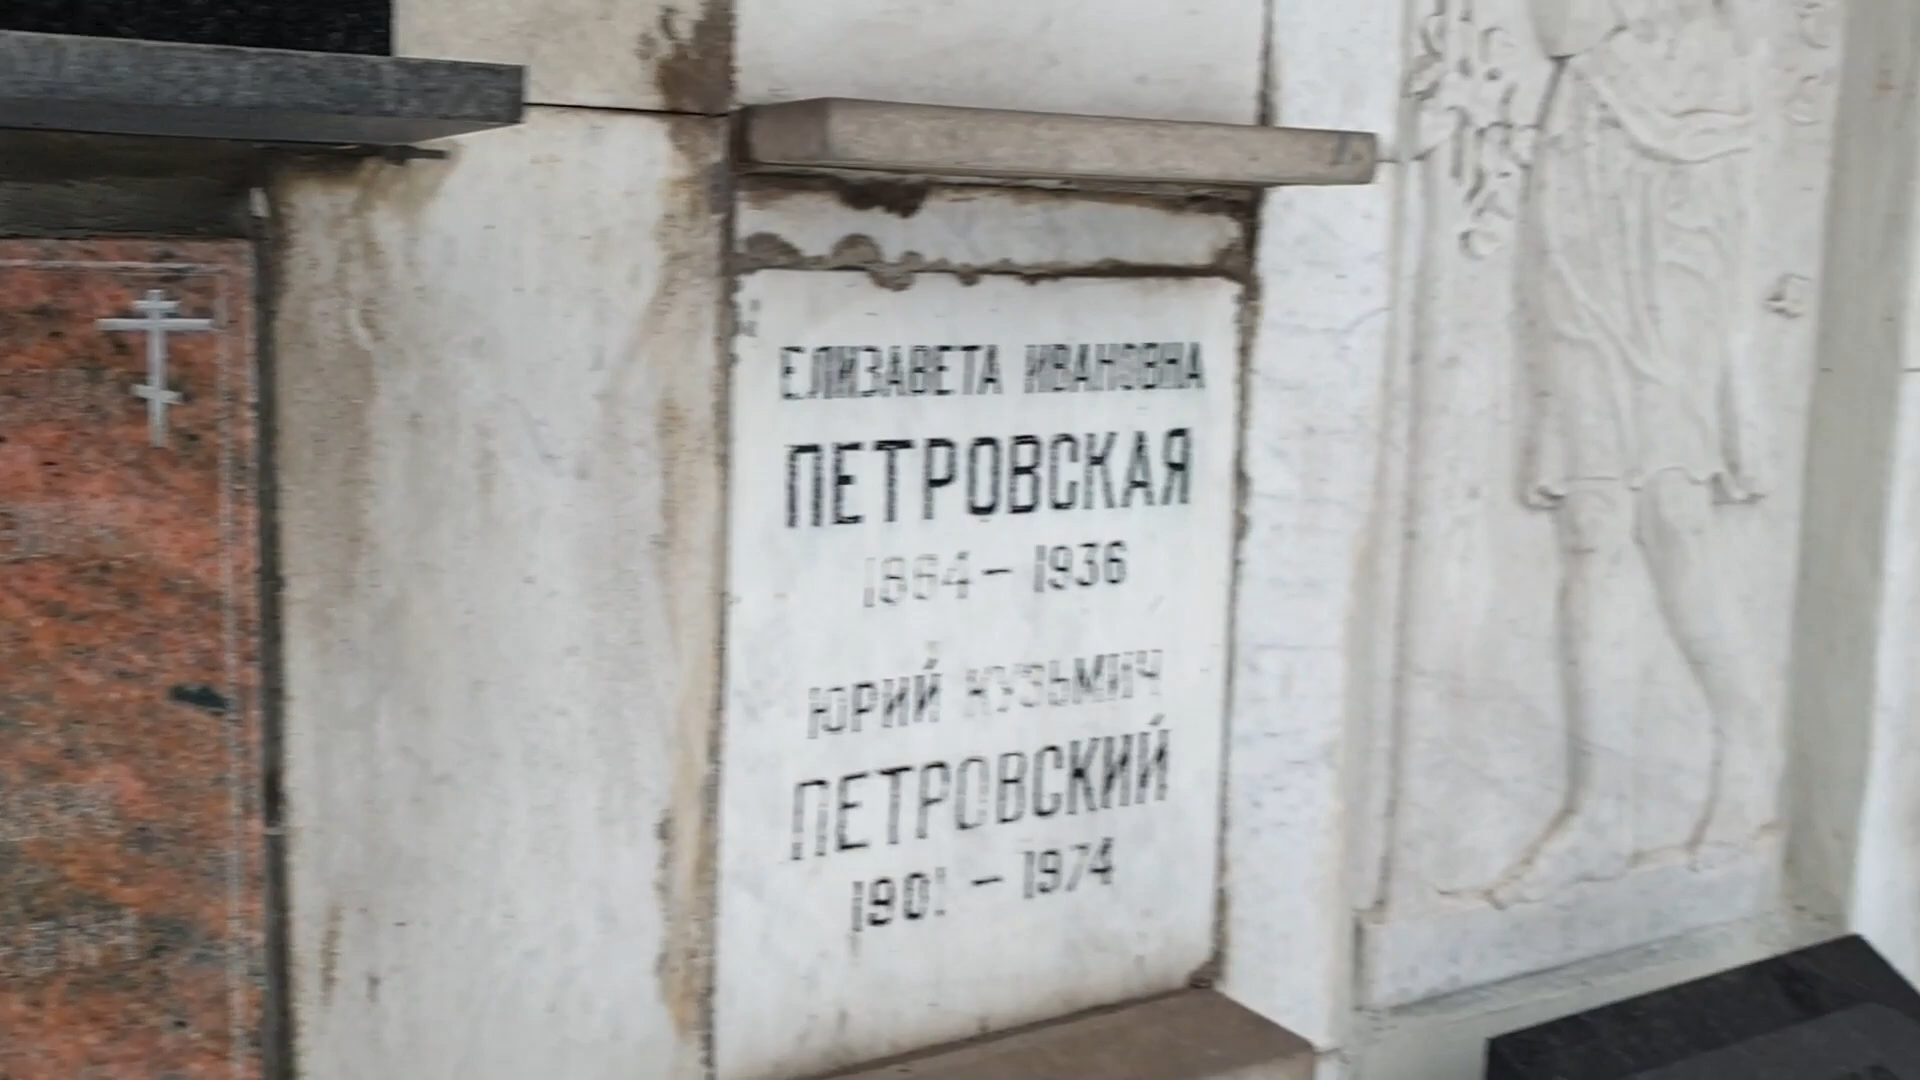 ЕЛИЗАВЕТА ИВАНОВНА
ПЕТРОВСКАЯ
1864 – 1936
ЮРИЙ КУЗЬМИЧ
ПЕТРОВСКИЙ
1901 – 1974